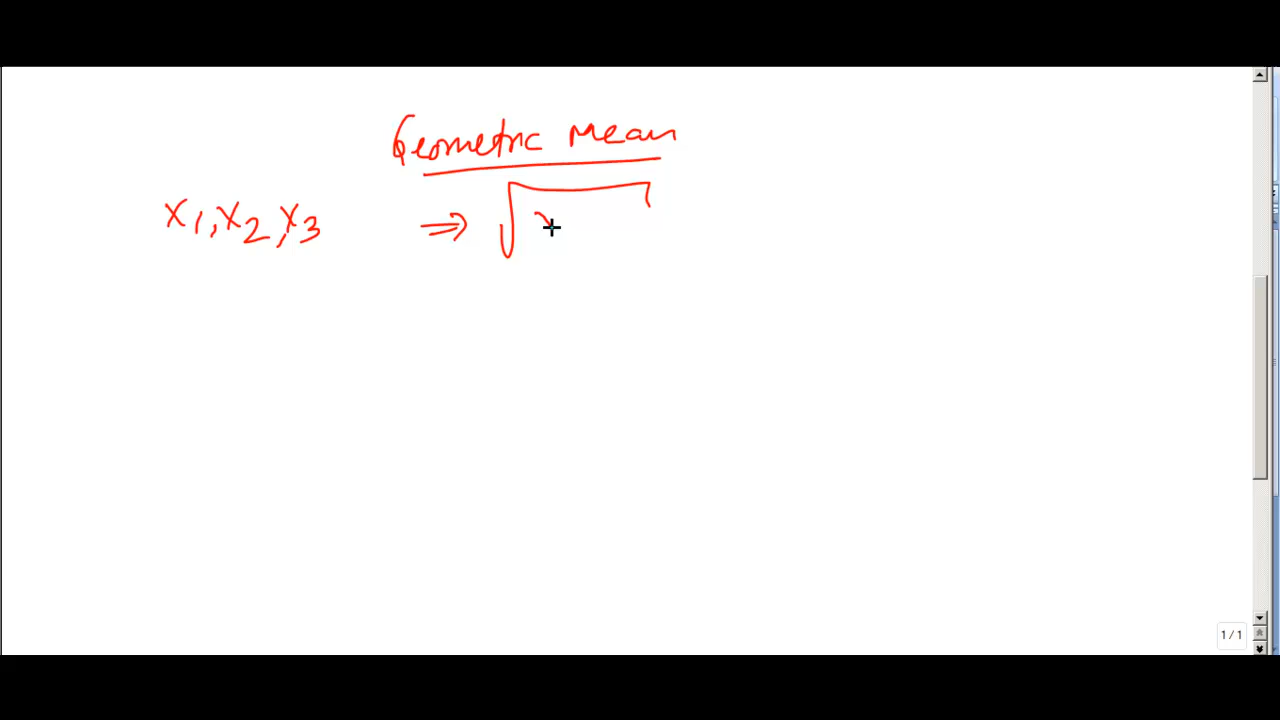 Geometric Mean
x1, x2, x3 ⇒ √x
1 / 1